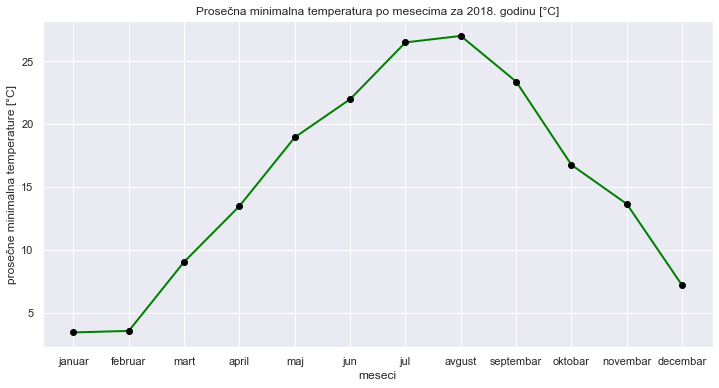 Prosečna minimalna temperatura po mesecima za 2018. godinu [°C]
prosečne minimalna temperature [°C]
25
20
15
10
5
januar februar mart april maj jun jul avgust septembar oktobar novembar decembar
meseci